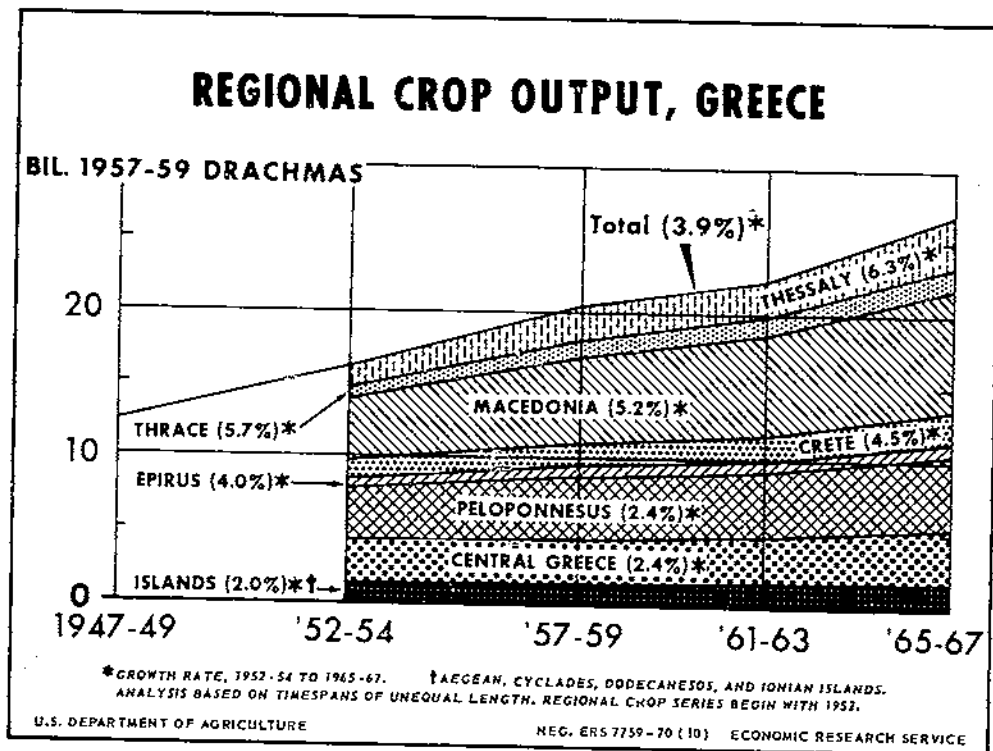 REGIONAL CROP OUTPUT, GREECE
BIL. 1957-59 DRACHMAS
Total (3.9%)*
THESSALY (6.3%)*
20
MACEDONIA (5.2%)*
THRACE (5.7%)*
CRETE (4.5%)*
10
EPIRUS (4.0%)*
PELOPONNESUS (2.4%)*
CENTRAL GREECE (2.4%)*
ISLANDS (2.0%)*†
0
1947-49 '52-54 '57-59 '61-63 '65-67
*GROWTH RATE, 1952-54 TO 1965-67. †AEGEAN, CYCLADES, DODECANESOS, AND IONIAN ISLANDS.
ANALYSIS BASED ON TIMESPANS OF UNEQUAL LENGTH. REGIONAL CROP SERIES BEGIN WITH 1952.
U.S. DEPARTMENT OF AGRICULTURE NEG. ERS 7759-70 (10) ECONOMIC RESEARCH SERVICE